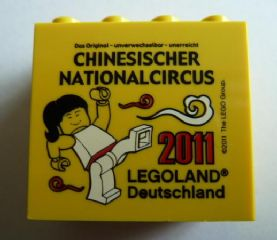 Das Original - unverwechselbar - unerreicht
CHINESISCHER
NATIONALCIRCUS
2011
LEGOLAND®
Deutschland
©2011 The LEGO Group.